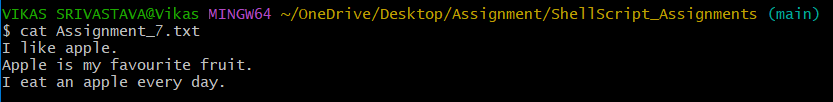 VIKAS SRIVASTAVA@Vikas MINGW64 ~/OneDrive/Desktop/Assignment/ShellScript_Assignments (main)
$ cat Assignment_7.txt
I like apple.
Apple is my favourite fruit.
I eat an apple every day.